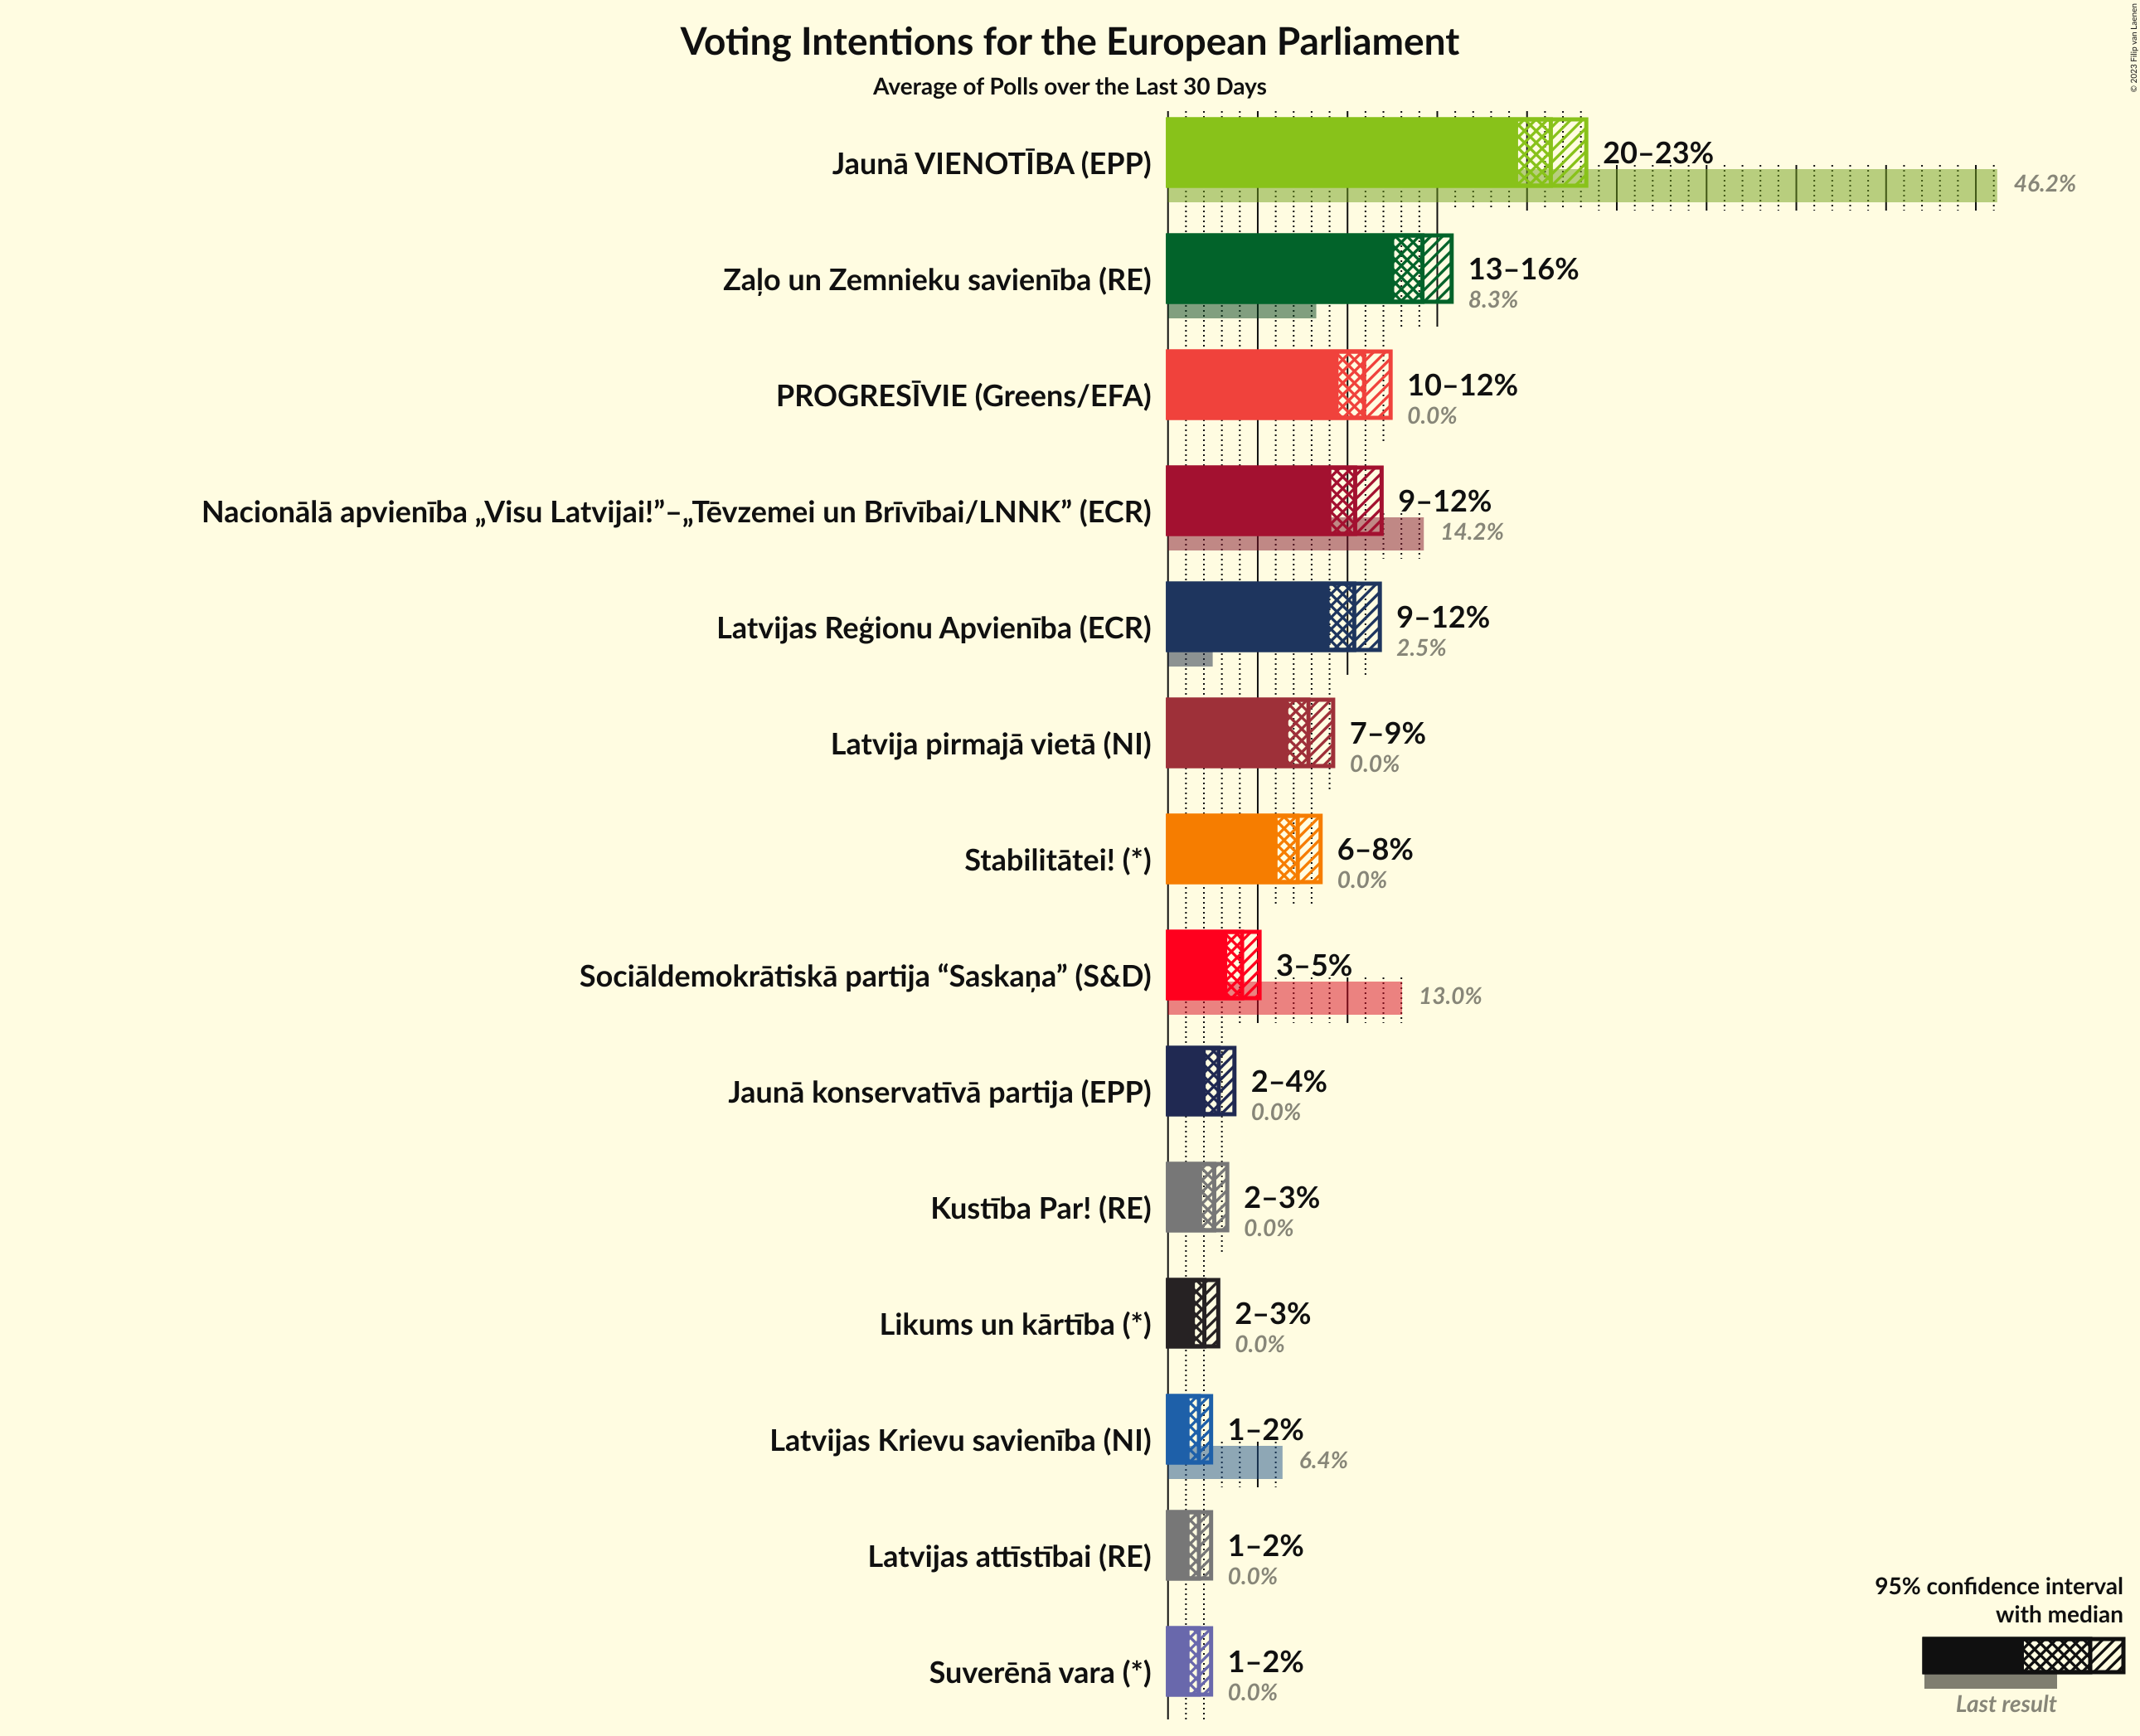 Voting Intentions for the European Parliament
Average of Polls over the Last 30 Days
© 2023 Filip van Laenen
Jaunā VIENOTĪBA (EPP)
20–23%
46.2%
Zaļo un Zemnieku savienība (RE)
13–16%
8.3%
PROGRESĪVIE (Greens/EFA)
10–12%
0.0%
Nacionālā apvienība „Visu Latvijai!”–„Tēvzemei un Brīvībai/LNNK” (ECR)
9–12%
14.2%
Latvijas Reģionu Apvienība (ECR)
9–12%
2.5%
Latvija pirmajā vietā (NI)
7–9%
0.0%
Stabilitātei! (*)
6–8%
0.0%
Sociāldemokrātiskā partija “Saskaņa” (S&D)
3–5%
13.0%
Jaunā konservatīvā partija (EPP)
2–4%
0.0%
Kustība Par! (RE)
2–3%
0.0%
Likums un kārtība (*)
2–3%
0.0%
Latvijas Krievu savienība (NI)
1–2%
6.4%
Latvijas attīstībai (RE)
1–2%
0.0%
Suverēnā vara (*)
1–2%
0.0%
95% confidence interval
with median
Last result